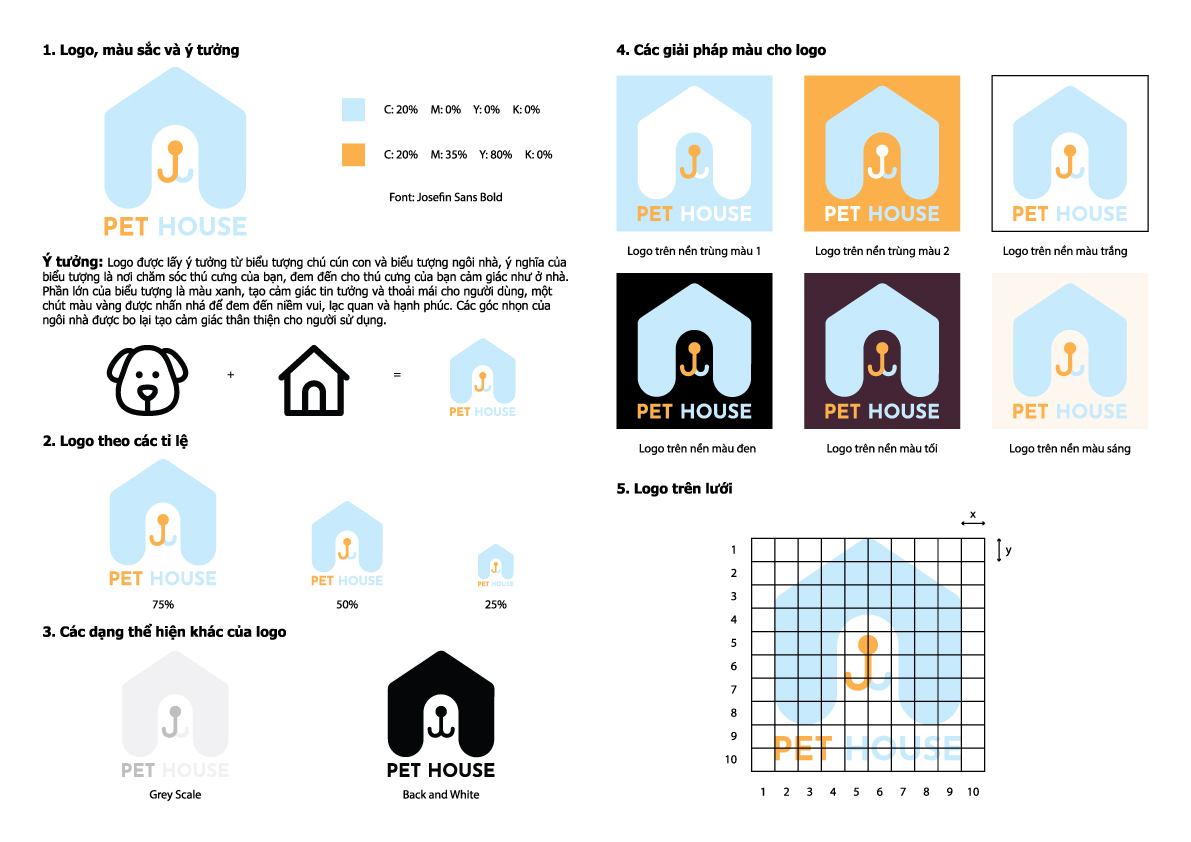 1. Logo, màu sắc và ý tưởng
C: 20% M: 0% Y: 0% K: 0%
C: 20% M: 35% Y: 80% K: 0%
Font: Josefin Sans Bold
PET HOUSE
Ý tưởng: Logo được lấy ý tưởng từ biểu tượng chú cún con và biểu tượng ngôi nhà, ý nghĩa của
biểu tượng là nơi chăm sóc thú cưng của bạn, đem đến cho thú cưng của bạn cảm giác như ở nhà.
Phần lớn của biểu tượng là màu xanh, tạo cảm giác tin tưởng và thoải mái cho người dùng, một
chút màu vàng được nhấn nhá để đem đến niềm vui, lạc quan và hạnh phúc. Các góc nhọn của
ngôi nhà được bo lại tạo cảm giác thân thiện cho người sử dụng.
+ =
PET HOUSE
2. Logo theo các tỉ lệ
PET HOUSE
PET HOUSE
PET HOUSE
75% 50% 25%
3. Các dạng thể hiện khác của logo
PET HOUSE
PET HOUSE
Grey Scale
Back and White
4. Các giải pháp màu cho logo
PET HOUSE
PET HOUSE
PET HOUSE
Logo trên nền trùng màu 1
Logo trên nền trùng màu 2
Logo trên nền màu trắng
PET HOUSE
PET HOUSE
PET HOUSE
Logo trên nền màu đen
Logo trên nền màu tối
Logo trên nền màu sáng
5. Logo trên lưới
x
y
1
2
3
4
5
6
7
8
9
10
PET HOUSE
1 2 3 4 5 6 7 8 9 10